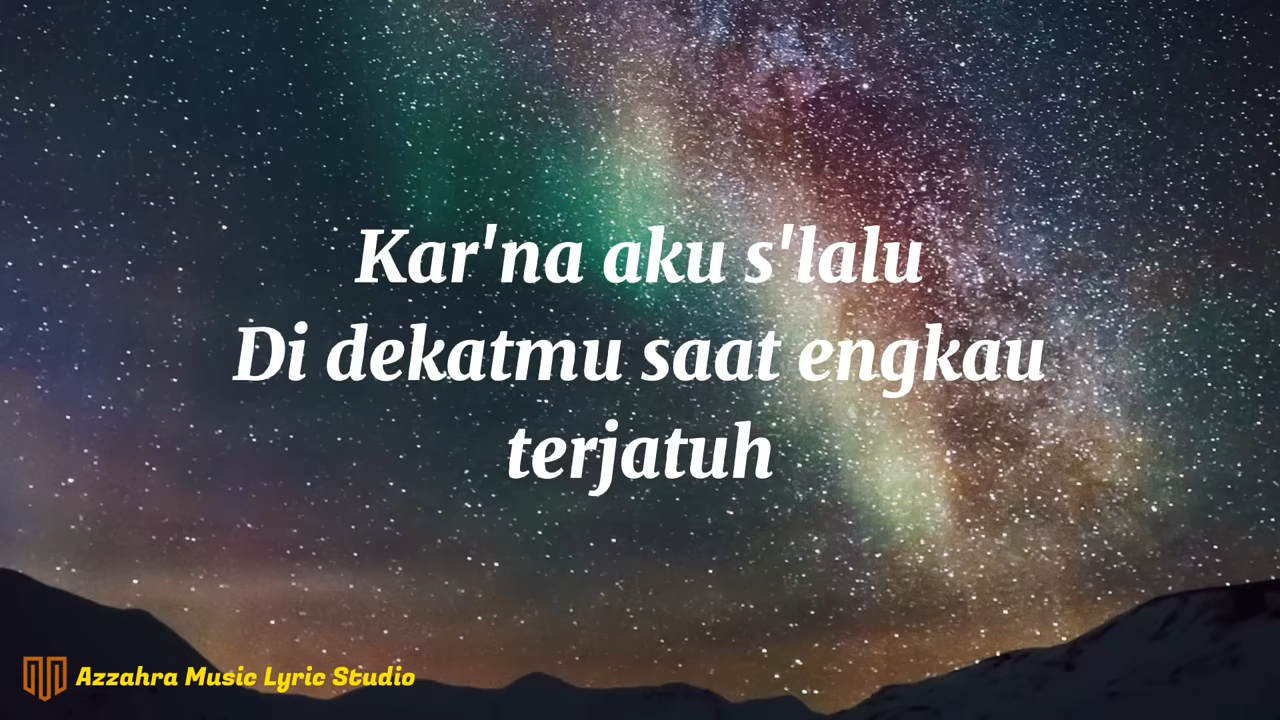 Kar'na aku s'lalu
Di dekatmu saat engkau
terjatuh
Azzahra Music Lyric Studio